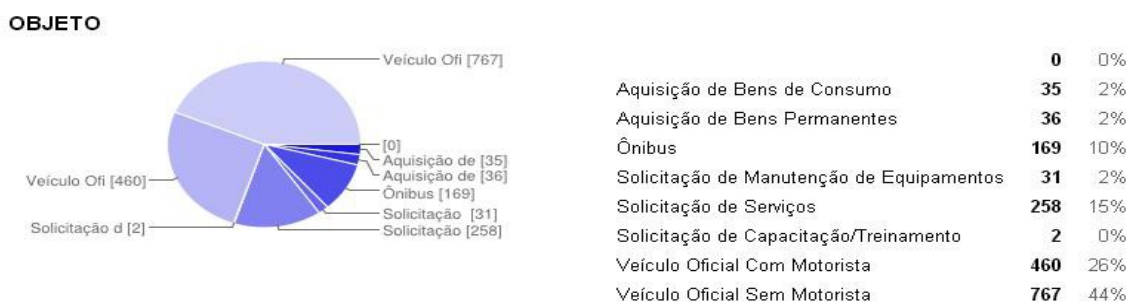 OBJETO
Veículo Ofi [767]
[0]
Aquisição de [35]
Aquisição de [36]
Ônibus [169]
Solicitação [31]
Solicitação [258]
Veículo Ofi [460]
Solicitação d [2]
0 0%
Aquisição de Bens de Consumo 35 2%
Aquisição de Bens Permanentes 36 2%
Ônibus 169 10%
Solicitação de Manutenção de Equipamentos 31 2%
Solicitação de Serviços 258 15%
Solicitação de Capacitação/Treinamento 2 0%
Veículo Oficial Com Motorista 460 26%
Veículo Oficial Sem Motorista 767 44%